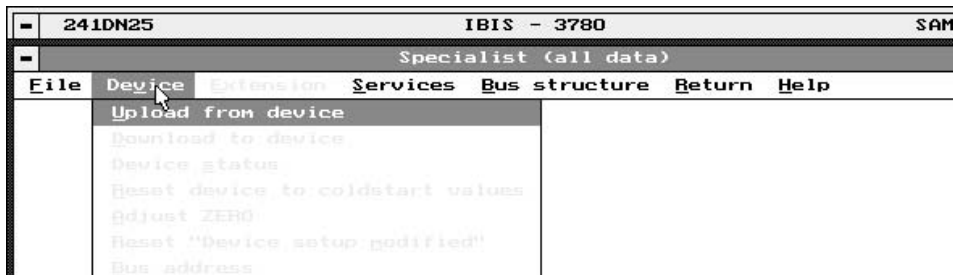 241DN25 IBIS - 3780 SAM
Specialist (all data)
File Device Extension Services Bus structure Return Help
Upload from device
Download to device
Device status
Reset device to coldstart values
Adjust ZERO
Reset "Device setup modified"
Bus address